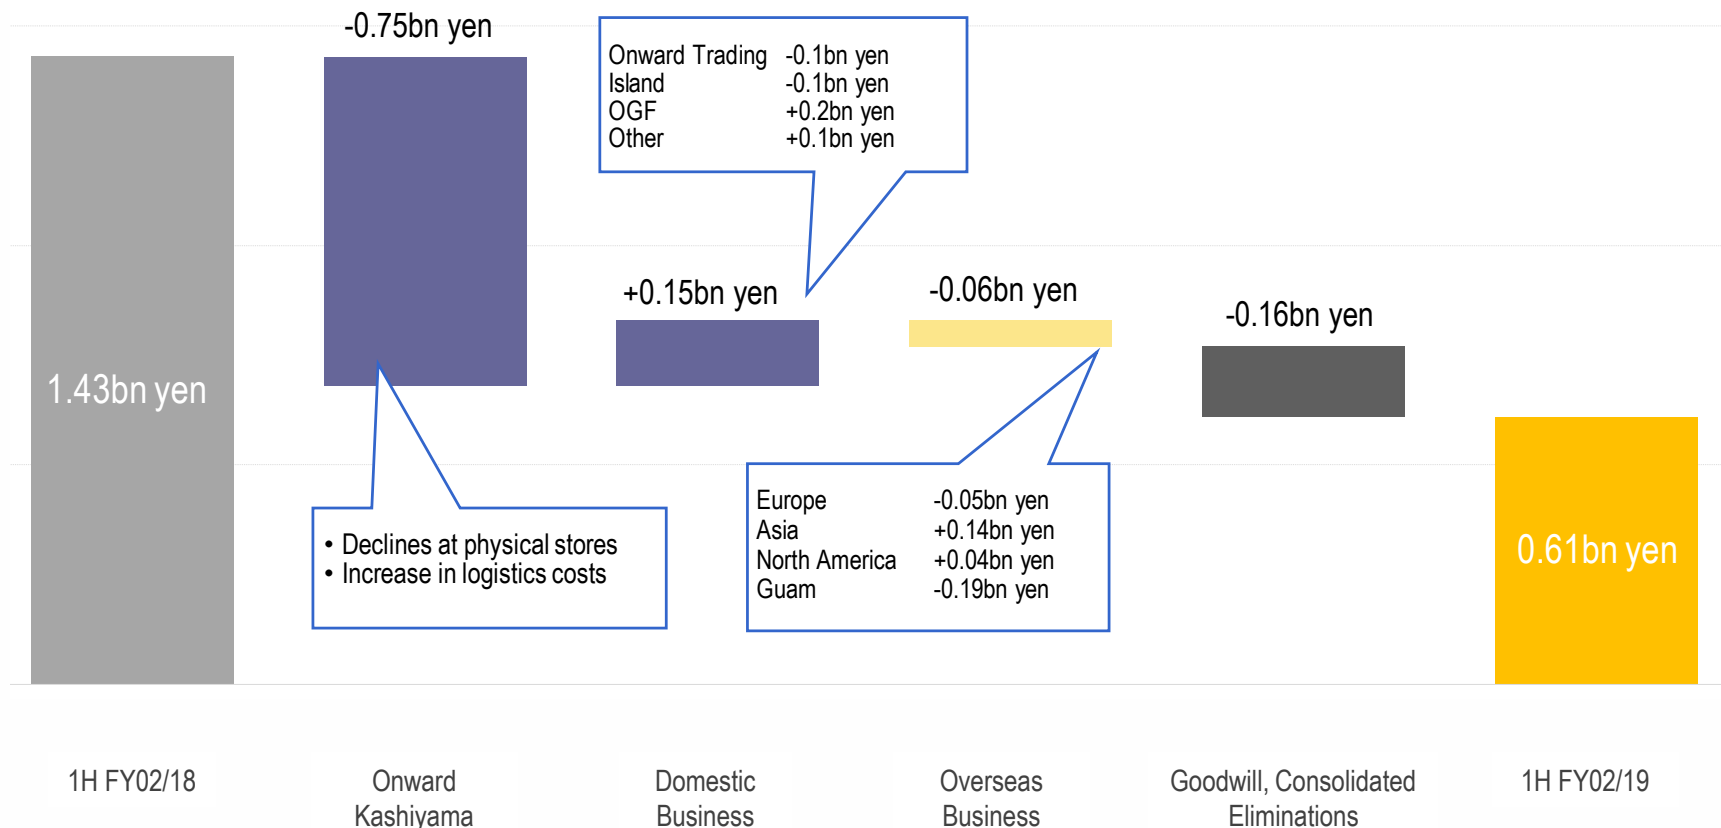 -0.75bn yen
Onward Trading -0.1bn yen
Island -0.1bn yen
OGF +0.2bn yen
Other +0.1bn yen
+0.15bn yen
-0.06bn yen
-0.16bn yen
1.43bn yen
• Declines at physical stores
• Increase in logistics costs
Europe -0.05bn yen
Asia +0.14bn yen
North America +0.04bn yen
Guam -0.19bn yen
0.61bn yen
1H FY02/18
Onward
Kashiyama
Domestic
Business
Overseas
Business
Goodwill, Consolidated
Eliminations
1H FY02/19